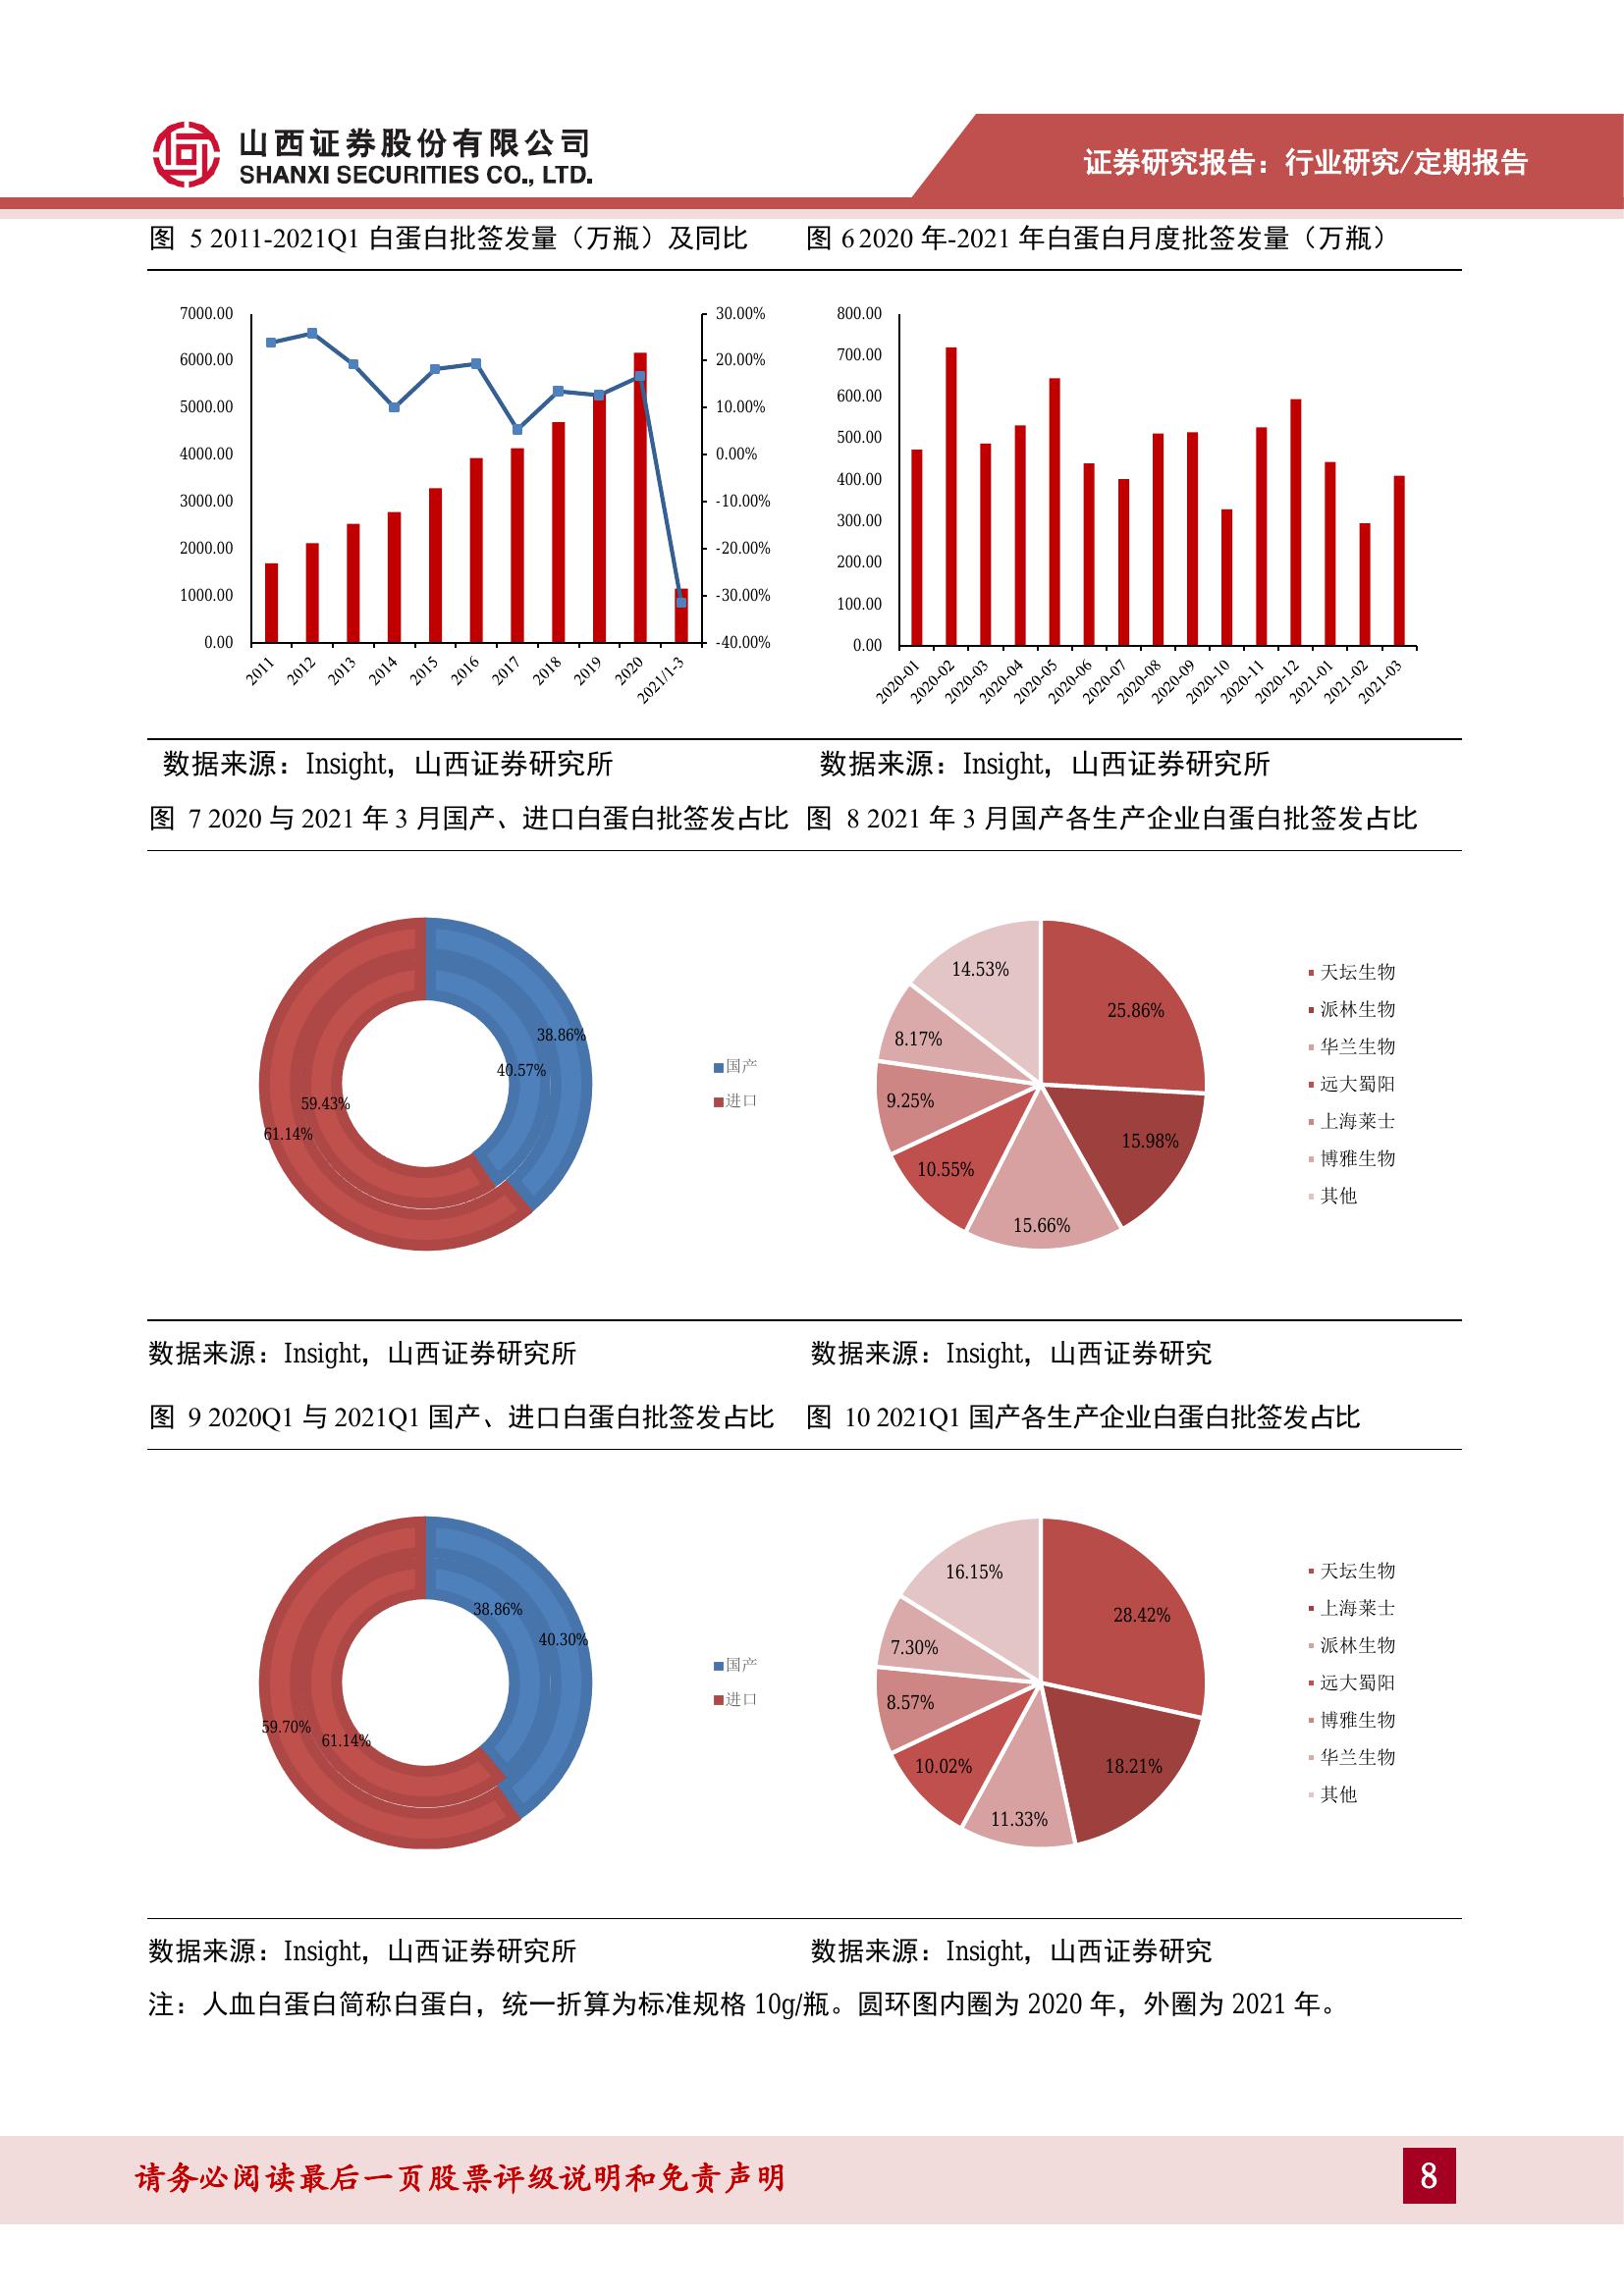 山西证券股份有限公司
SHANXI SECURITIES CO., LTD.
证券研究报告：行业研究/定期报告
图 5 2011-2021Q1 白蛋白批签发量（万瓶）及同比
图 6 2020 年-2021 年白蛋白月度批签发量（万瓶）
7000.00
6000.00
5000.00
4000.00
3000.00
2000.00
1000.00
0.00
30.00%
20.00%
10.00%
0.00%
-10.00%
-20.00%
-30.00%
-40.00%
2011
2012
2013
2014
2015
2016
2017
2018
2019
2020
2021/1-3
800.00
700.00
600.00
500.00
400.00
300.00
200.00
100.00
0.00
2020-01
2020-02
2020-03
2020-04
2020-05
2020-06
2020-07
2020-08
2020-09
2020-10
2020-11
2020-12
2021-01
2021-02
2021-03
数据来源：Insight，山西证券研究所
数据来源：Insight，山西证券研究所
图 7 2020 与 2021 年 3 月国产、进口白蛋白批签发占比
图 8 2021 年 3 月国产各生产企业白蛋白批签发占比
38.86%
40.57%
59.43%
61.14%
国产
进口
25.86%
15.98%
15.66%
10.55%
9.25%
8.17%
14.53%
天坛生物
派林生物
华兰生物
远大蜀阳
上海莱士
博雅生物
其他
数据来源：Insight，山西证券研究所
数据来源：Insight，山西证券研究
图 9 2020Q1 与 2021Q1 国产、进口白蛋白批签发占比
图 10 2021Q1 国产各生产企业白蛋白批签发占比
38.86%
40.30%
59.70%
61.14%
国产
进口
28.42%
18.21%
11.33%
10.02%
8.57%
7.30%
16.15%
天坛生物
上海莱士
派林生物
远大蜀阳
博雅生物
华兰生物
其他
数据来源：Insight，山西证券研究所
数据来源：Insight，山西证券研究
注：人血白蛋白简称白蛋白，统一折算为标准规格 10g/瓶。圆环图内圈为 2020 年，外圈为 2021 年。
请务必阅读最后一页股票评级说明和免责声明
8